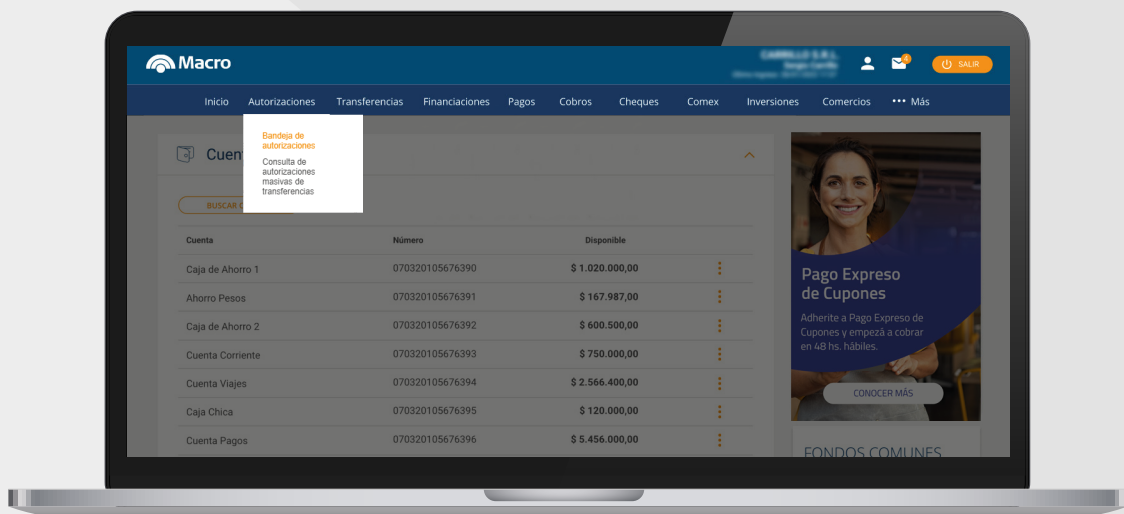 Macro
CARRILLO S.R.L.
4
SALIR
Inicio Autorizaciones Transferencias Financiaciones Pagos Cobros Cheques Comex Inversiones Comercios ••• Más
Bandeja de
autorizaciones
Consulta de
autorizaciones
masivas de
transferencias
Cuen
BUSCAR
Cuenta Número Disponible
Caja de Ahorro 1 070320105676390 $ 1.020.000,00
Ahorro Pesos 070320105676391 $ 167.987,00
Caja de Ahorro 2 070320105676392 $ 600.500,00
Cuenta Corriente 070320105676393 $ 750.000,00
Cuenta Viajes 070320105676394 $ 2.566.400,00
Caja Chica 070320105676395 $ 120.000,00
Cuenta Pagos 070320105676396 $ 5.456.000,00
Pago Expreso
de Cupones
Adherite a Pago Expreso de
Cupones y empezá a cobrar
en 48 hs. hábiles.
CONOCER MÁS
FONDOS COMUNES